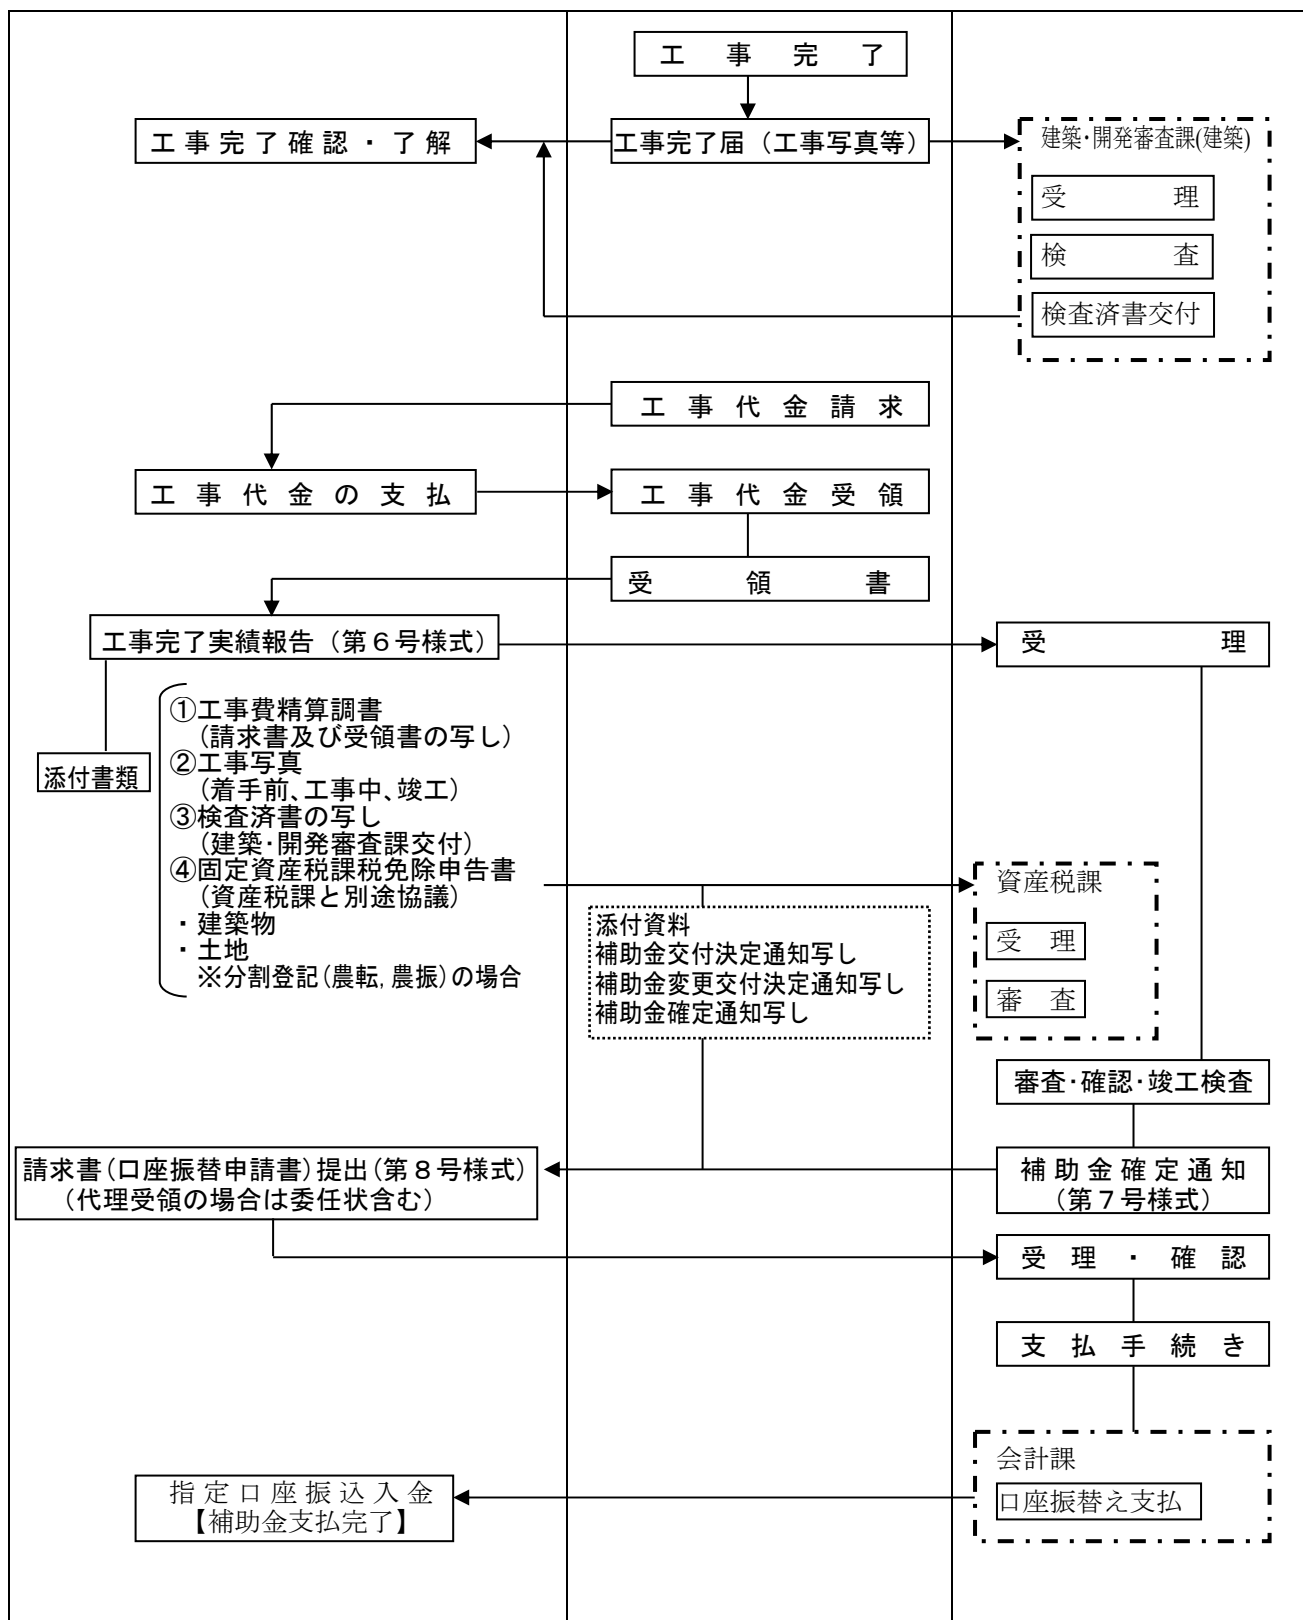 工事完了
工事完了確認・了解
工事完了届（工事写真等）
建築・開発審査課(建築)
受理
検査
検査済書交付
工事代金請求
工事代金の支払
工事代金受領
受領書
工事完了実績報告（第６号様式）
受理
添付書類
①工事費精算調書
（請求書及び受領書の写し）
②工事写真
（着手前、工事中、竣工）
③検査済書の写し
（建築・開発審査課交付）
④固定資産税課税免除申告書
（資産税課と別途協議）
・建築物
・土地
※分割登記（農転,農振）の場合
添付資料
補助金交付決定通知写し
補助金変更交付決定通知写し
補助金確定通知写し
資産税課
受理
審査
審査・確認・竣工検査
請求書（口座振替申請書）提出（第８号様式）
（代理受領の場合は委任状含む）
補助金確定通知
（第７号様式）
受理・確認
支払手続き
会計課
口座振替え支払
指定口座振込入金
【補助金支払完了】